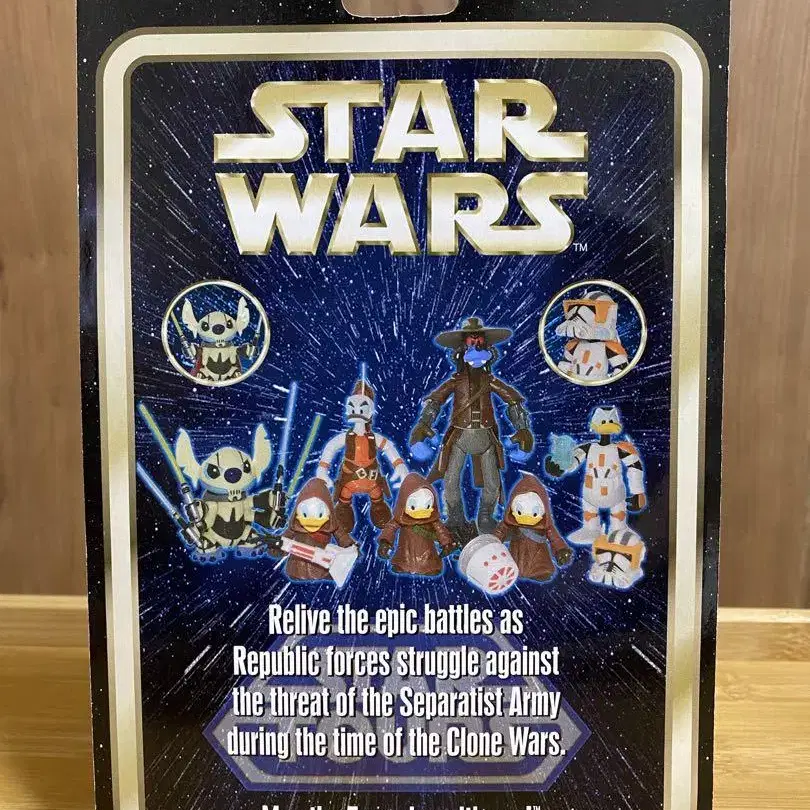 STAR
WARS
TM
Relive the epic battles as
Republic forces struggle against
the threat of the Separatist Army
during the time of the Clone Wars.